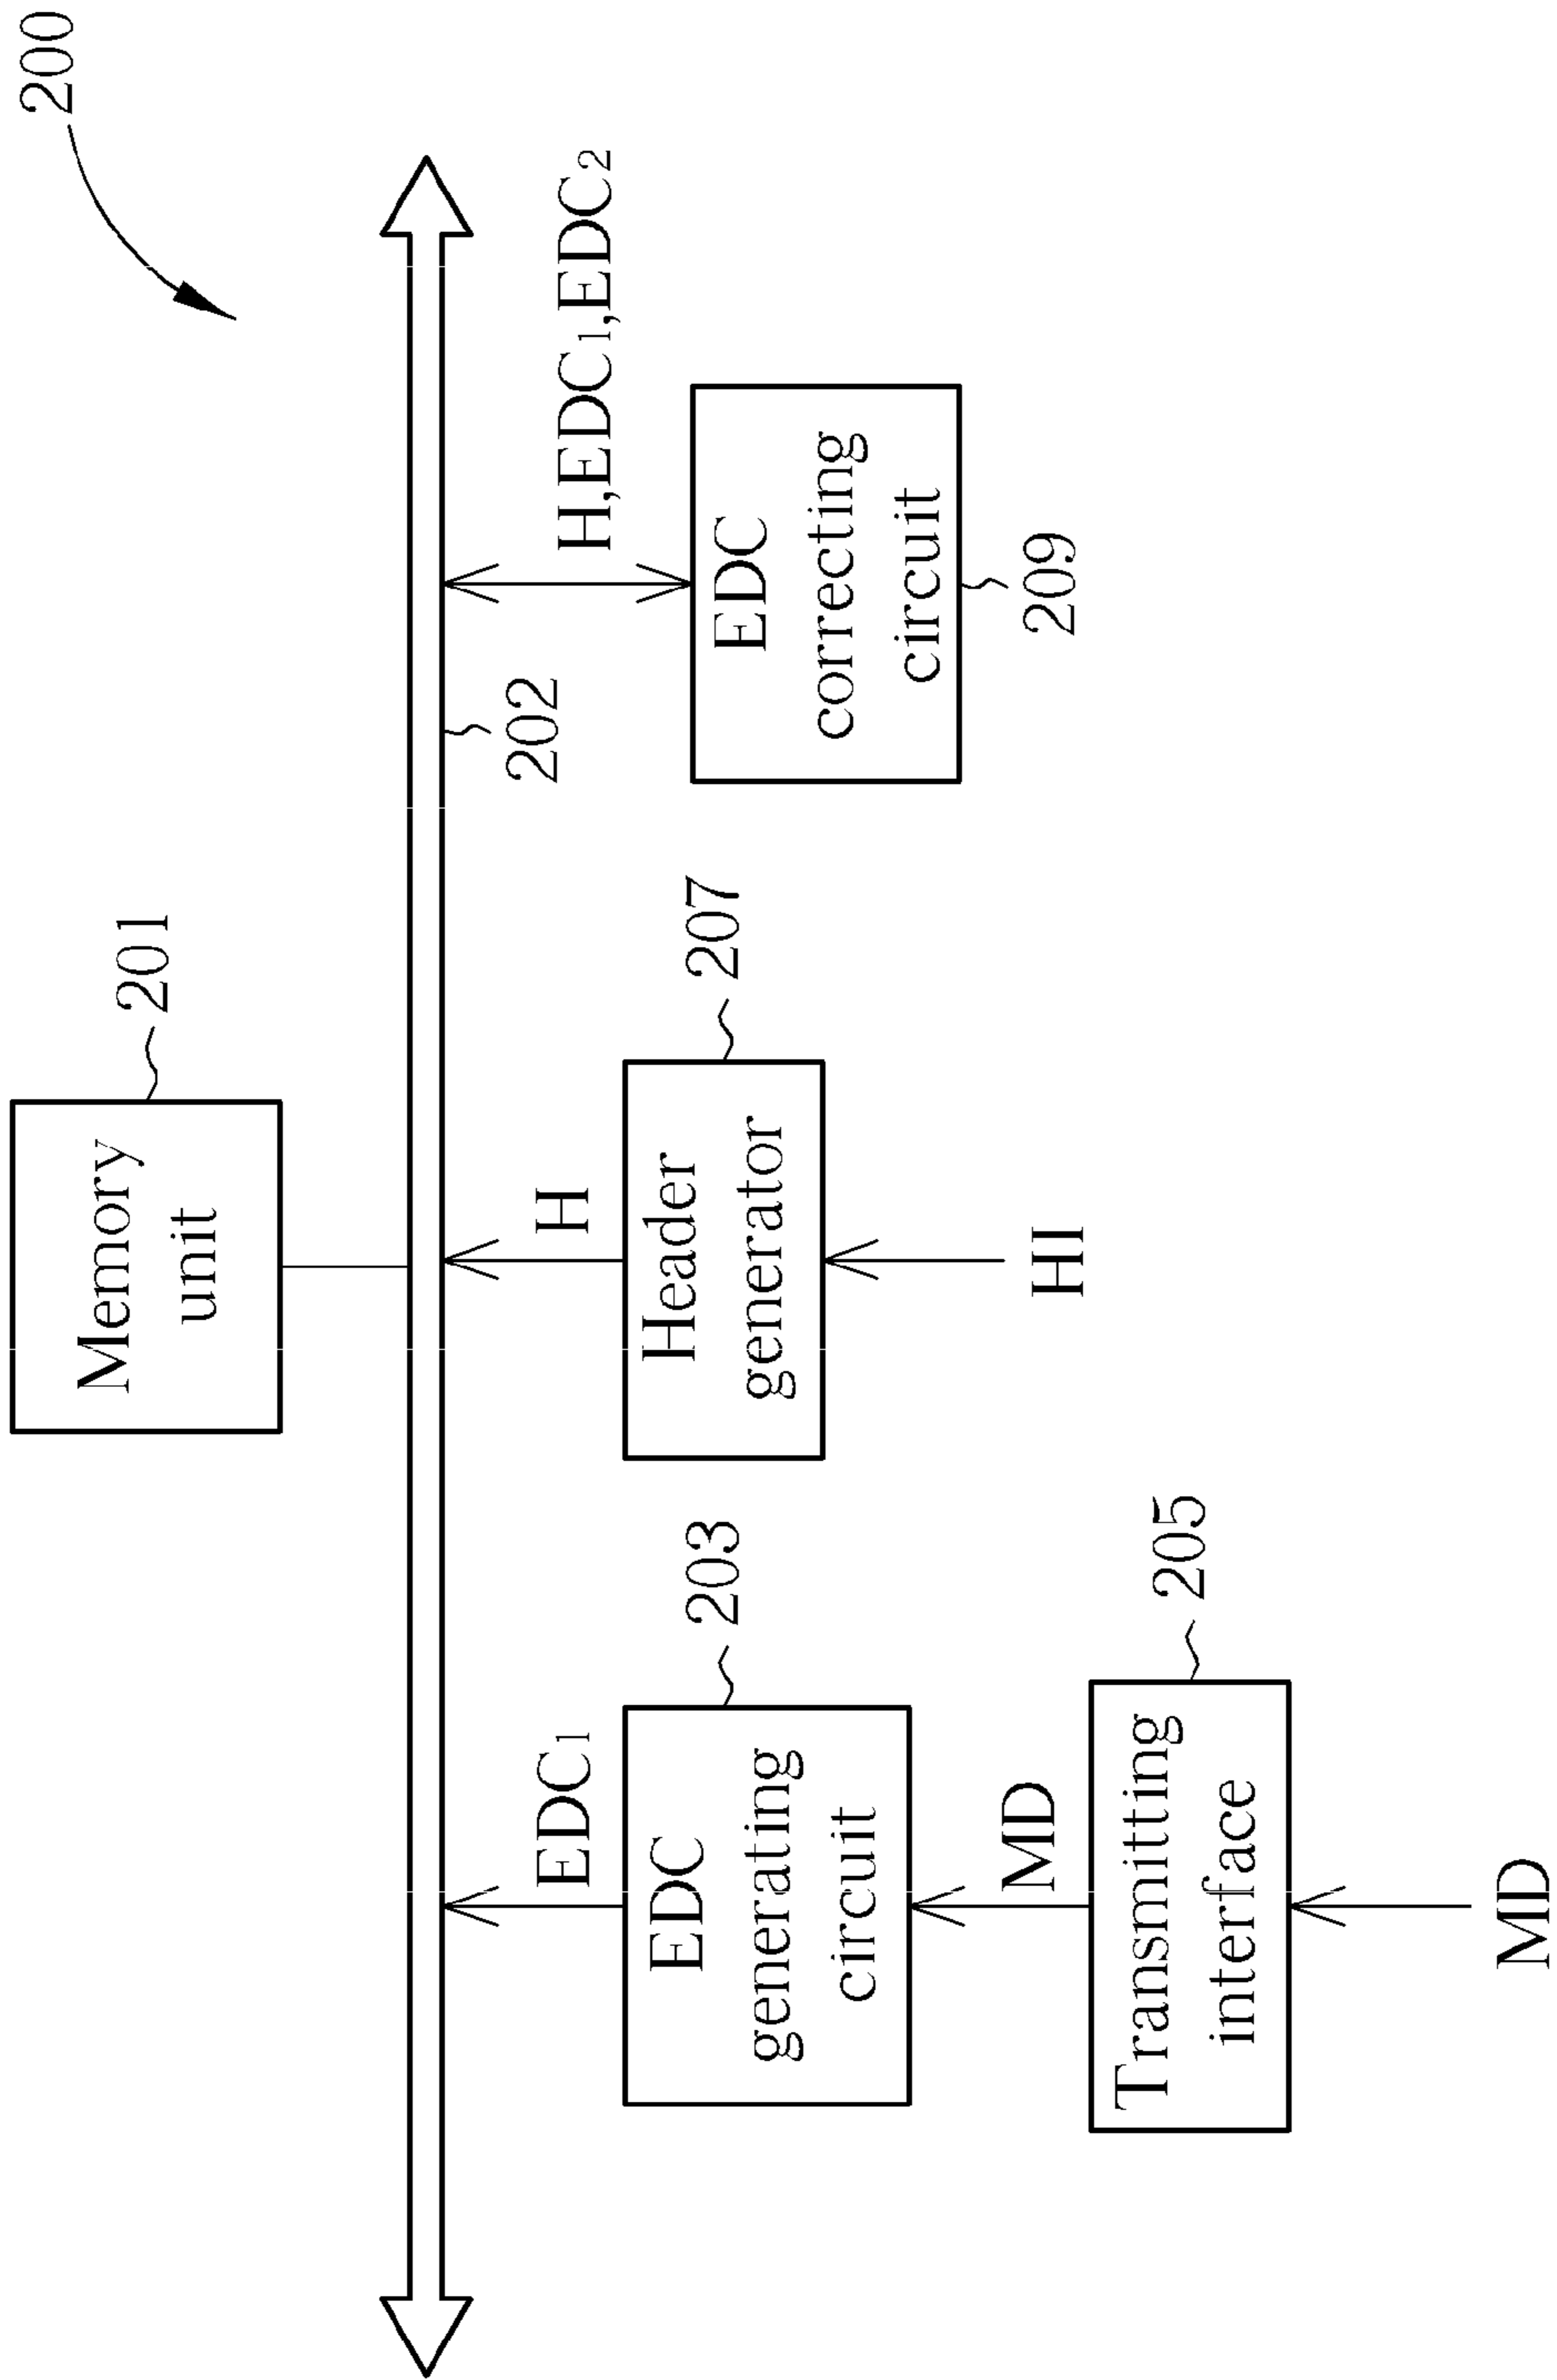 200
Memory
unit
201
202
EDC₁
H
H,EDC₁,EDC₂
EDC
generating
circuit
203
Header
generator
207
EDC
correcting
circuit
209
MD
HI
Transmitting
interface
205
MD